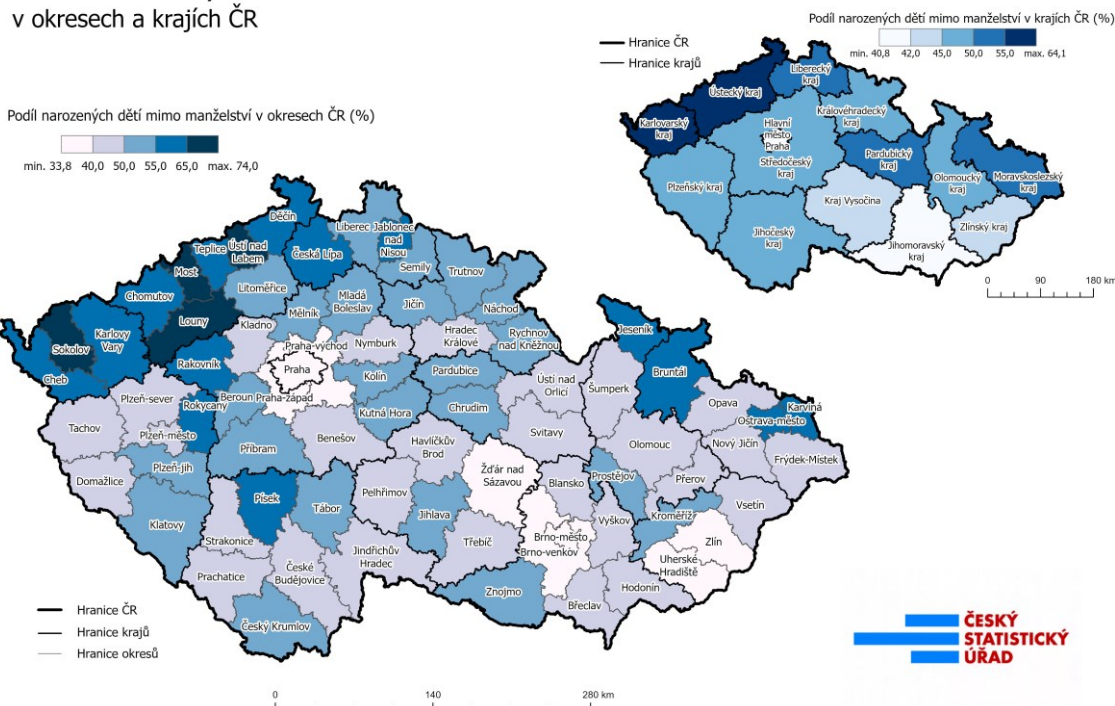 v okresech a krajích ČR
Podíl narozených dětí mimo manželství v krajích ČR (%)
min. 40,8 42,0 45,0 50,0 55,0 max. 64,1
Hranice ČR
Hranice krajů
Liberecký
kraj
Ústecký kraj
Karlovarský
kraj
Královéhradecký
kraj
Hlavní
město
Praha
Středočeský
kraj
Pardubický
kraj
Plzeňský kraj
Olomoucký
kraj
Moravskoslezský
kraj
Kraj Vysočina
Jihočeský
kraj
Zlínský kraj
Jihomoravský
kraj
0 90 180 km
Podíl narozených dětí mimo manželství v okresech ČR (%)
min. 33,8 40,0 50,0 55,0 65,0 max. 74,0
Děčín
Liberec
Jablonec
nad
Nisou
Teplice
Ústí nad
Labem
Česká Lípa
Semily
Trutnov
Most
Chomutov
Litoměřice
Mladá
Boleslav
Jičín
Náchod
Louny
Mělník
Karlovy
Vary
Sokolov
Kladno
Praha-východ
Nymburk
Hradec
Králové
Rychnov
nad Kněžnou
Jeseník
Cheb
Rakovník
Praha
Kolín
Pardubice
Bruntál
Plzeň-sever
Rokycany
Beroun
Praha-západ
Kutná Hora
Chrudim
Ústí nad
Orlicí
Šumperk
Opava
Karviná
Ostrava-město
Tachov
Plzeň-město
Příbram
Benešov
Havlíčkův
Brod
Svitavy
Olomouc
Nový Jičín
Frýdek-Místek
Domažlice
Plzeň-jih
Žďár nad
Sázavou
Prostějov
Přerov
Blansko
Klatovy
Písek
Tábor
Pelhřimov
Jihlava
Vyškov
Kroměříž
Vsetín
Strakonice
Třebíč
Brno-město
Brno-venkov
Zlín
Uherské
Hradiště
Prachatice
České
Budějovice
Jindřichův
Hradec
Znojmo
Hodonín
Břeclav
Český Krumlov
Hranice ČR
Hranice krajů
Hranice okresů
0 140 280 km
ČESKÝ
STATISTICKÝ
ÚŘAD